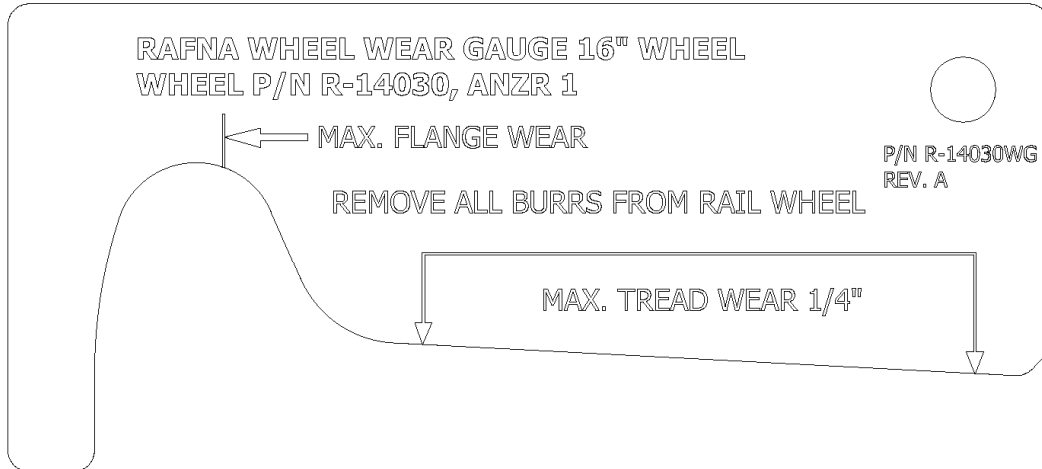 RAFNA WHEEL WEAR GAUGE 16" WHEEL
WHEEL P/N R-14030, ANZR 1
MAX. FLANGE WEAR
P/N R-14030WG
REV. A
REMOVE ALL BURRS FROM RAIL WHEEL
MAX. TREAD WEAR 1/4"